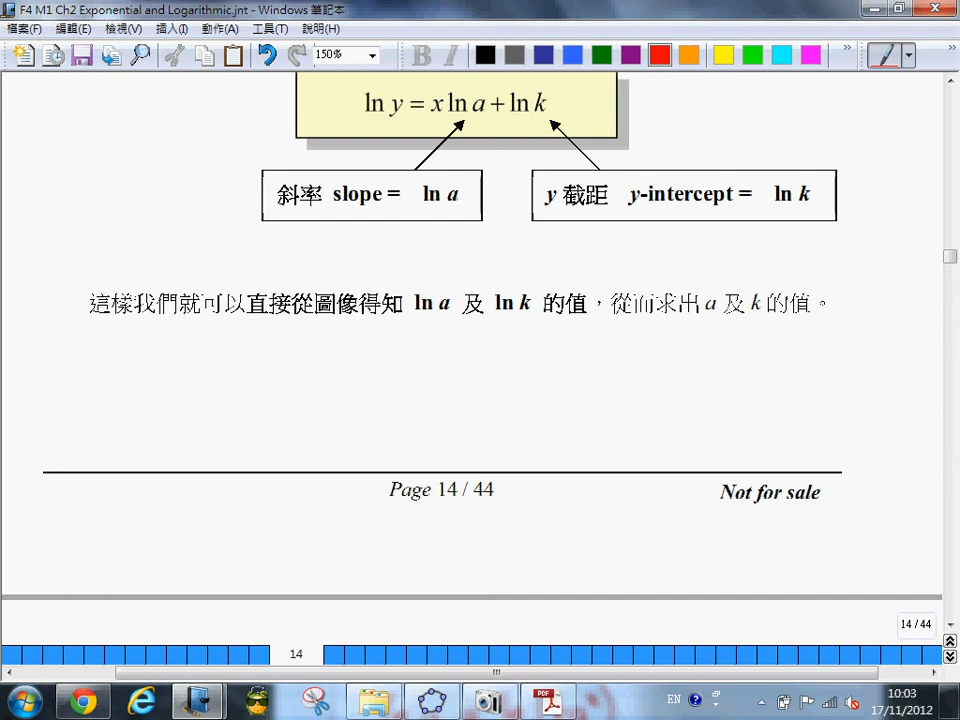 F4 M1 Ch2 Exponential and Logarithmic.jnt - Windows 筆記本
檔案(F) 編輯(E) 檢視(V) 插入(I) 動作(A) 工具(T) 說明(H)
150% B I
ln y = x ln a + ln k
斜率 slope = ln a
y 截距 y-intercept = ln k
這樣我們就可以直接從圖像得知 ln a 及 ln k 的值，從而求出 a 及 k 的值。
Page 14 / 44
Not for sale
14 / 44
14
EN
10:03
17/11/2012